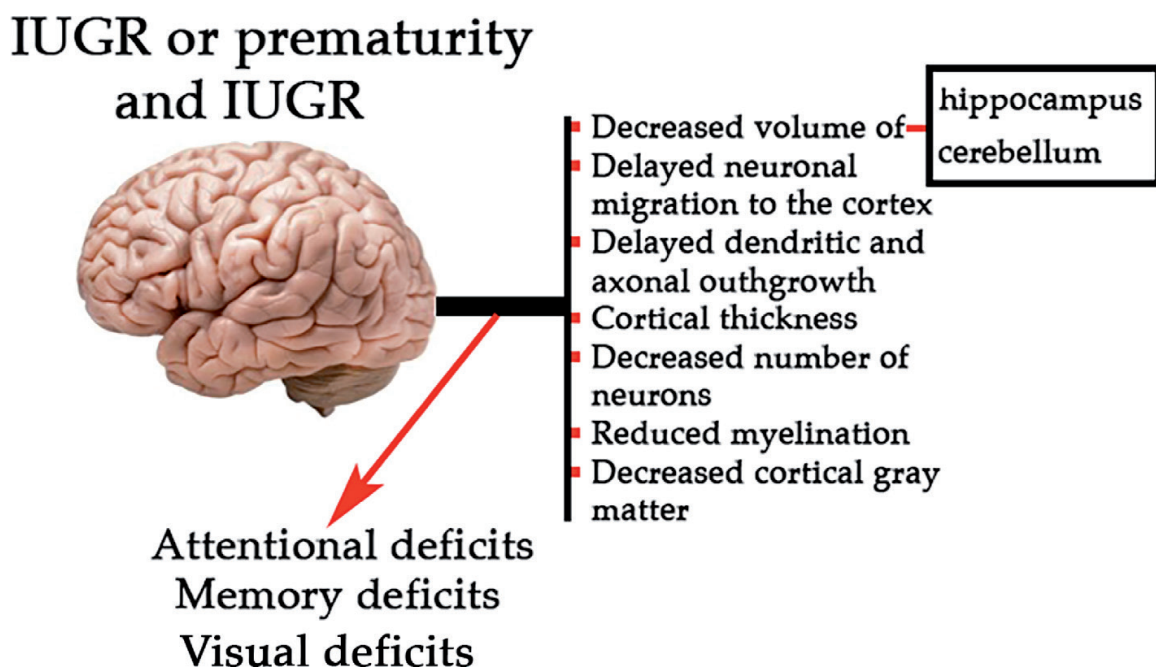 IUGR or prematurity
and IUGR
Decreased volume of
hippocampus
cerebellum
Delayed neuronal
migration to the cortex
Delayed dendritic and
axonal outhgrowth
Cortical thickness
Decreased number of
neurons
Reduced myelination
Decreased cortical gray
matter
Attentional deficits
Memory deficits
Visual deficits